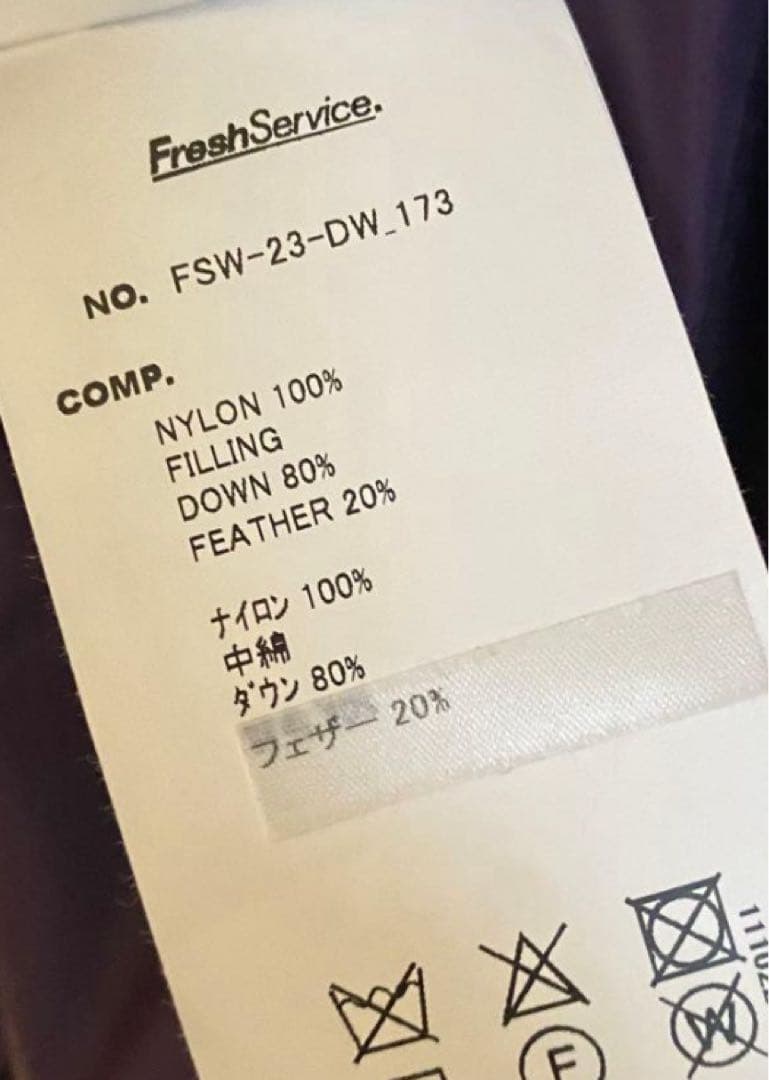 FreshService.
NO. FSW-23-DW_173
COMP.
NYLON 100%
FILLING
DOWN 80%
FEATHER 20%
ナイロン 100%
中綿
ダウン 80%
フェザー 20%
W
F